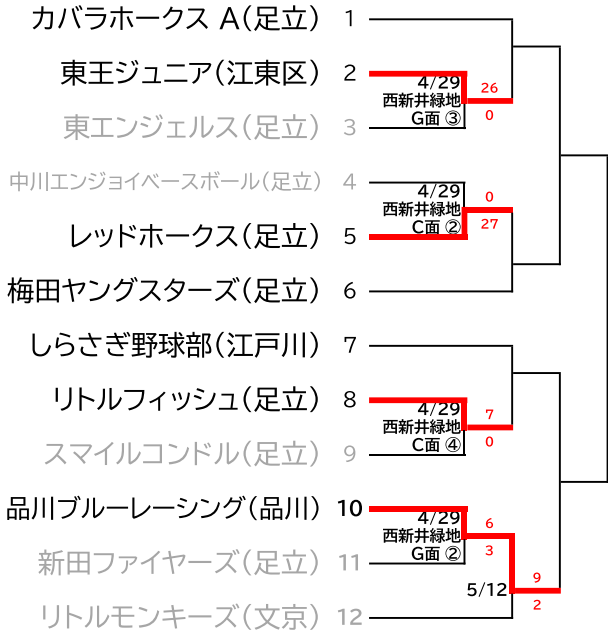 カバラホークス A(足立) 1
東王ジュニア(江東区) 2
4/29
西新井緑地
G面 ③
26
0
東エンジェルス(足立) 3
中川エンジョイベースボール(足立) 4
4/29
西新井緑地
C面 ②
0
27
レッドホークス(足立) 5
梅田ヤングスターズ(足立) 6
しらさぎ野球部(江戸川) 7
リトルフィッシュ(足立) 8
4/29
西新井緑地
C面 ④
7
0
スマイルコンドル(足立) 9
品川ブルーレーシング(品川) 10
4/29
西新井緑地
G面 ②
6
3
新田ファイヤーズ(足立) 11
5/12
9
2
リトルモンキーズ(文京) 12